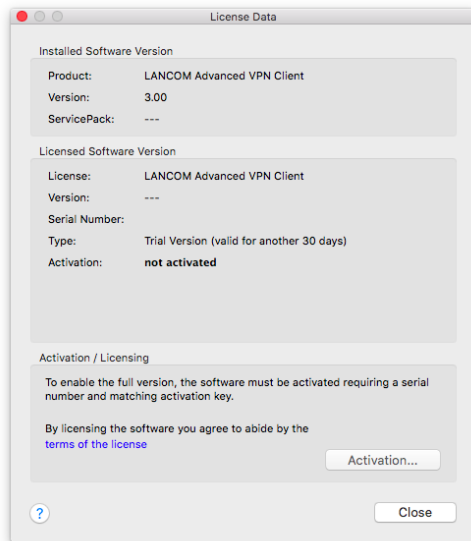 License Data
Installed Software Version
Product: LANCOM Advanced VPN Client
Version: 3.00
ServicePack: ---
Licensed Software Version
License: LANCOM Advanced VPN Client
Version: ---
Serial Number:
Type: Trial Version (valid for another 30 days)
Activation: not activated
Activation / Licensing
To enable the full version, the software must be activated requiring a serial
number and matching activation key.
By licensing the software you agree to abide by the
terms of the license
Activation...
?
Close